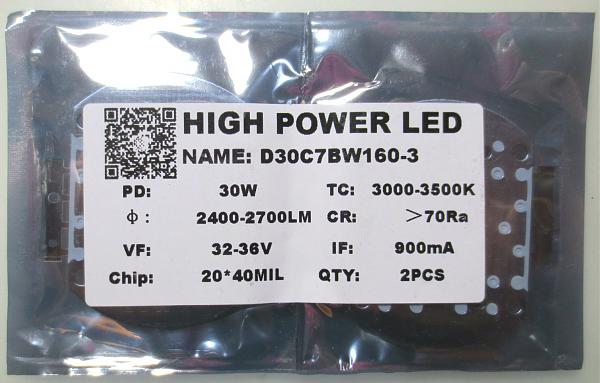 HIGH POWER LED
NAME: D30C7BW160-3
PD: 30W TC: 3000-3500K
Φ: 2400-2700LM CR: >70Ra
VF: 32-36V IF: 900mA
Chip: 20*40MIL QTY: 2PCS